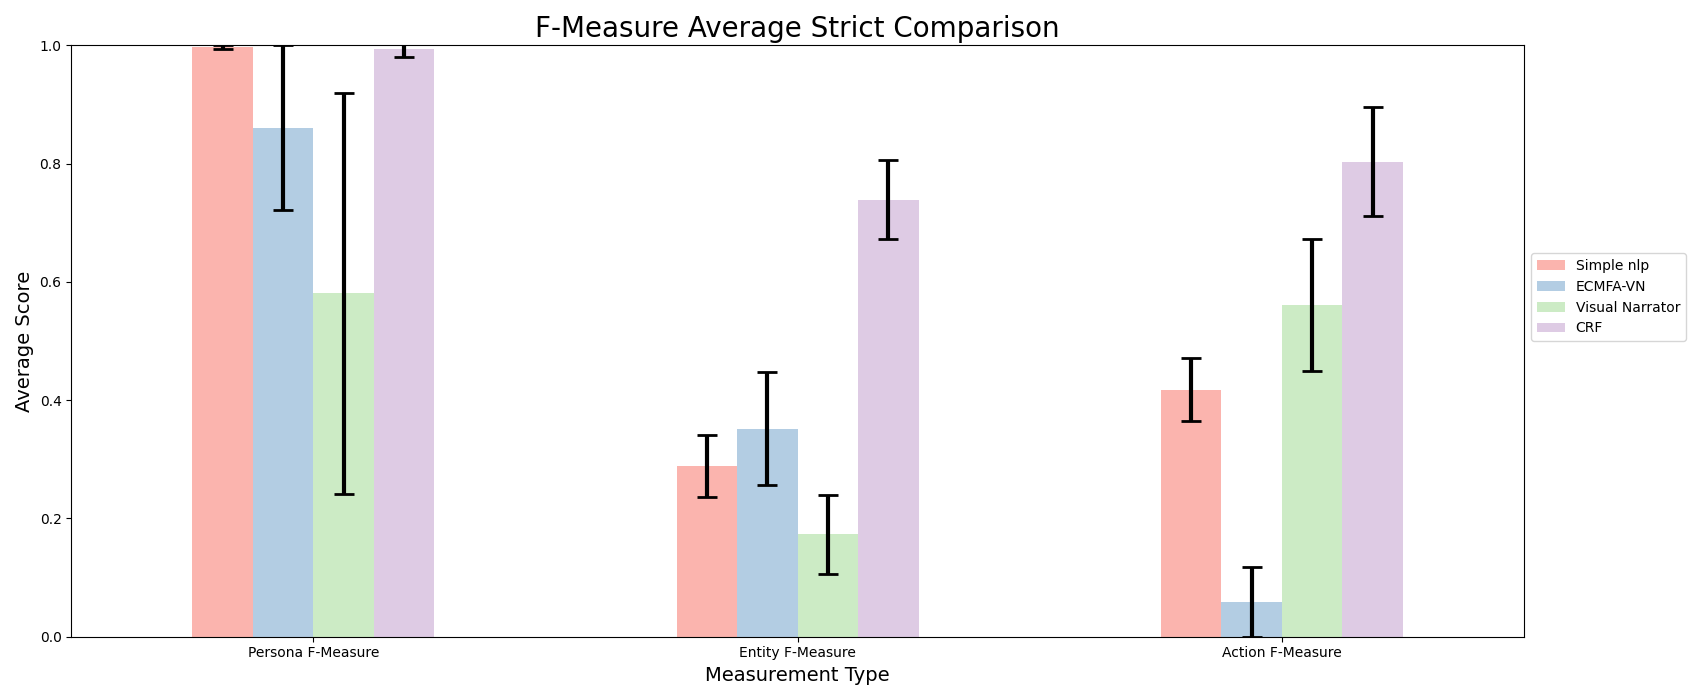 F-Measure Average Strict Comparison
Average Score
1.0
0.8
0.6
0.4
0.2
0.0
Persona F-Measure
Entity F-Measure
Action F-Measure
Measurement Type
Simple nlp
ECMFA-VN
Visual Narrator
CRF